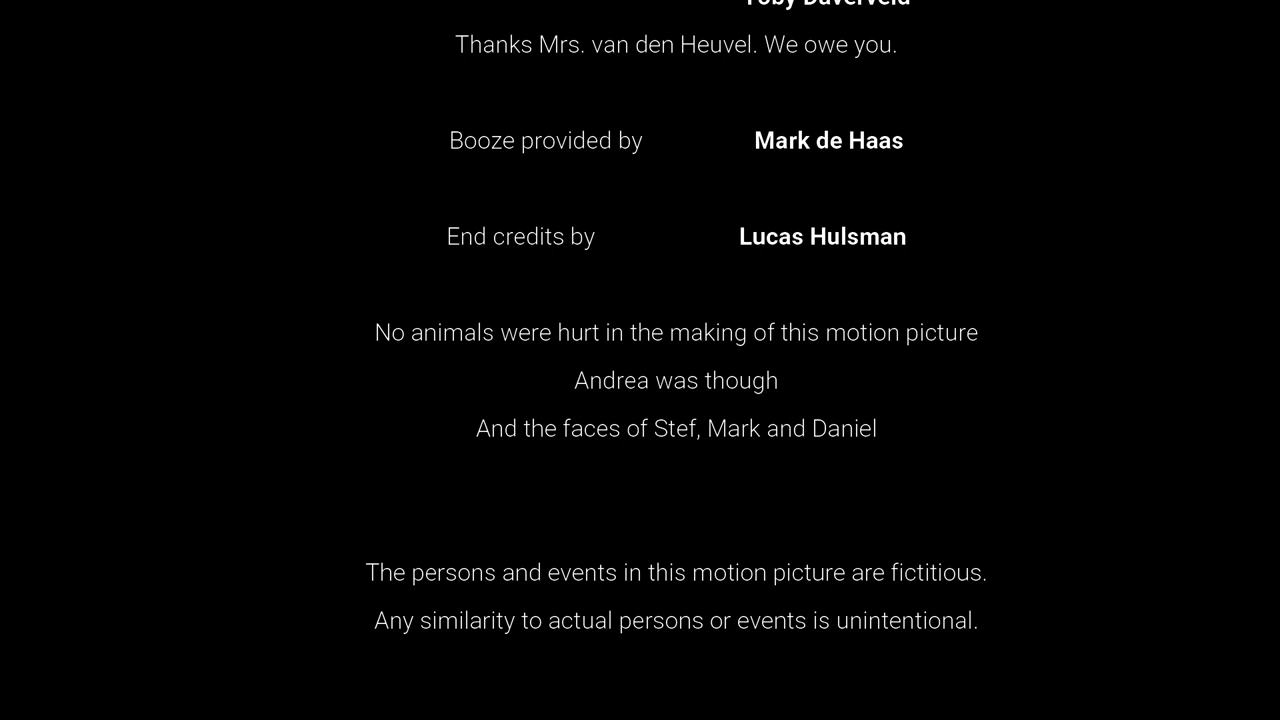 Toby Daverveld
Thanks Mrs. van den Heuvel. We owe you.
Booze provided by Mark de Haas
End credits by Lucas Hulsman
No animals were hurt in the making of this motion picture
Andrea was though
And the faces of Stef, Mark and Daniel
The persons and events in this motion picture are fictitious.
Any similarity to actual persons or events is unintentional.